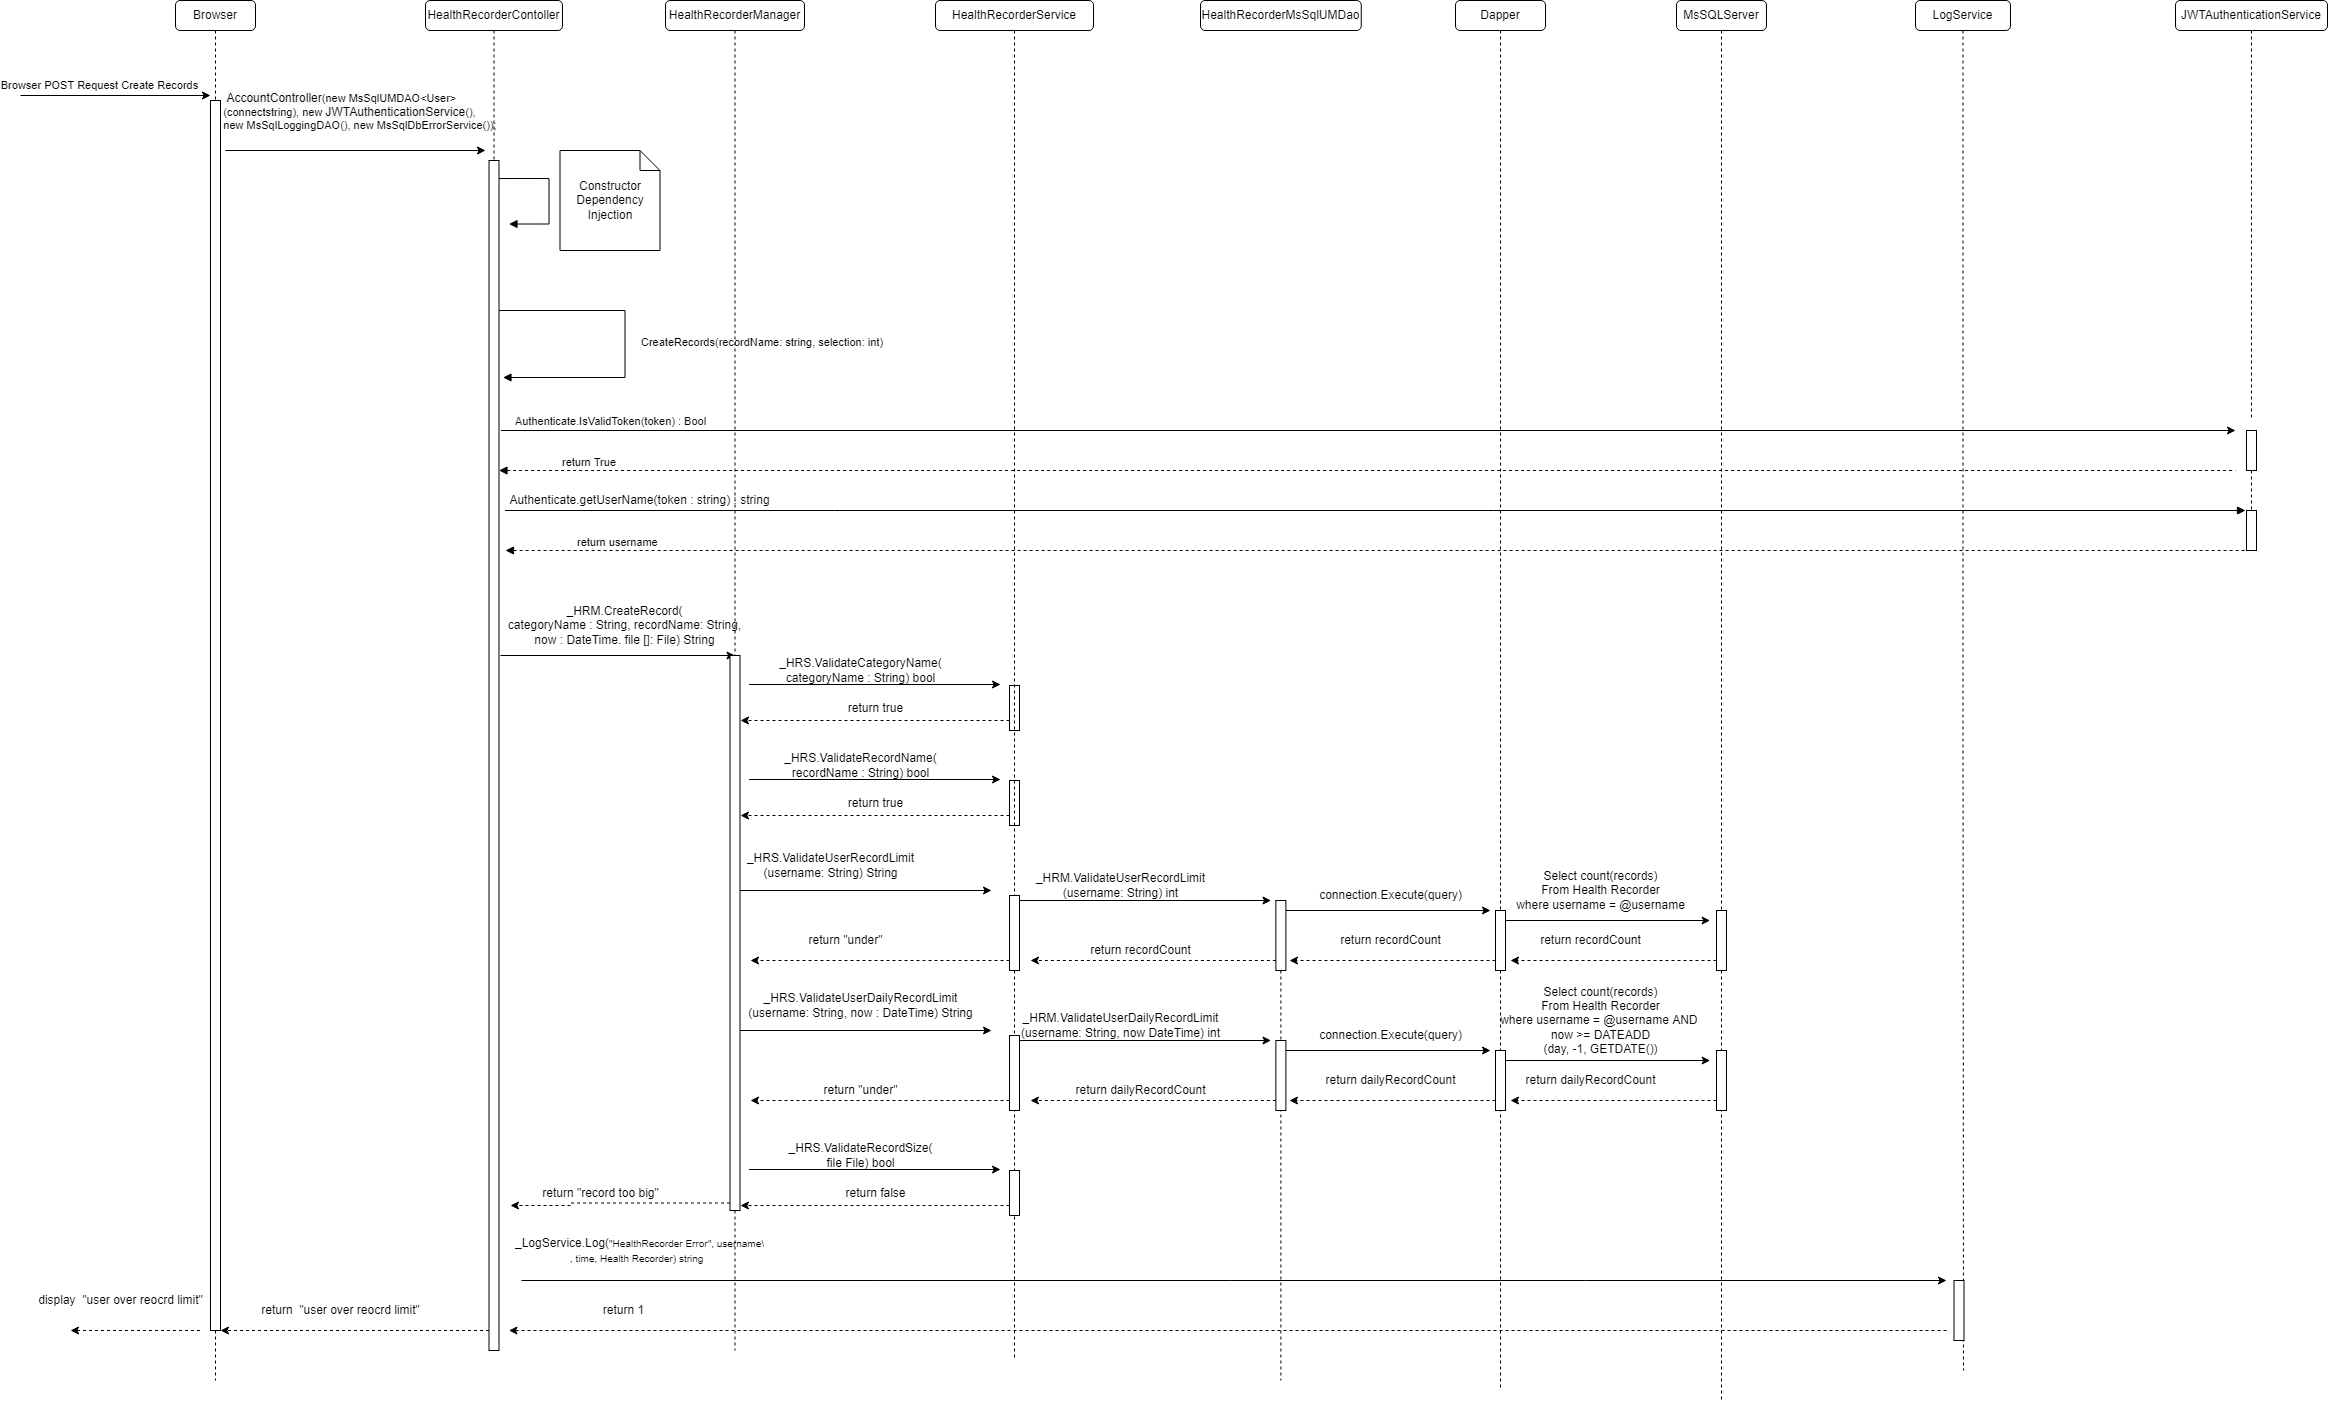 Browser
HealthRecorderContoller
HealthRecorderManager
HealthRecorderService
HealthRecorderMsSqlUMDao
Dapper
MsSQLServer
LogService
JWTAuthenticationService
Browser POST Request Create Records
AccountController(new MsSqlUMDAO<User>
(connectstring), new JWTAuthenticationService(),
new MsSqlLoggingDAO(), new MsSqlDbErrorService())
Constructor
Dependency
Injection
CreateRecords(recordName: string, selection: int)
Authenticate.IsValidToken(token) : Bool
return True
Authenticate.getUserName(token : string) : string
return username
_HRM.CreateRecord(
categoryName : String, recordName: String,
now : DateTime. file []: File) String
_HRS.ValidateCategoryName(
categoryName : String) bool
return true
_HRS.ValidateRecordName(
recordName : String) bool
return true
_HRS.ValidateUserRecordLimit
(username: String) String
_HRM.ValidateUserRecordLimit
(username: String) int
connection.Execute(query)
Select count(records)
From Health Recorder
where username = @username
return "under"
return recordCount
return recordCount
return recordCount
_HRS.ValidateUserDailyRecordLimit
(username: String, now : DateTime) String
_HRM.ValidateUserDailyRecordLimit
(username: String, now DateTime) int
connection.Execute(query)
Select count(records)
From Health Recorder
where username = @username AND
now >= DATEADD
(day, -1, GETDATE())
return "under"
return dailyRecordCount
return dailyRecordCount
return dailyRecordCount
_HRS.ValidateRecordSize(
file File) bool
return "record too big"
return false
_LogService.Log("HealthRecorder Error", username\
, time, Health Recorder) string
display "user over reocrd limit"
return "user over reocrd limit"
return 1